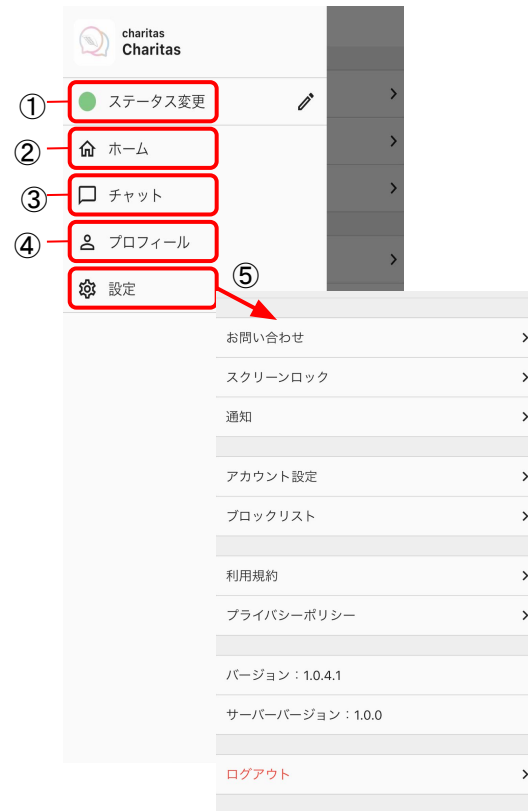 charitas
Charitas
① ステータス変更
② ホーム
③ チャット
④ プロフィール
設定
⑤
お問い合わせ
スクリーンロック
通知
アカウント設定
ブロックリスト
利用規約
プライバシーポリシー
バージョン：1.0.4.1
サーバーバージョン：1.0.0
ログアウト